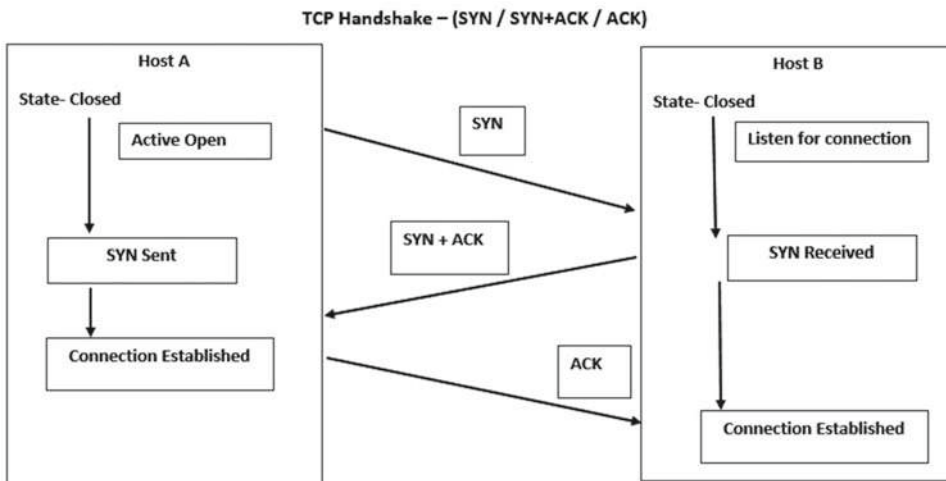 TCP Handshake – (SYN / SYN+ACK / ACK)
Host A
State- Closed
Active Open
SYN Sent
Connection Established
SYN
SYN + ACK
ACK
Host B
State- Closed
Listen for connection
SYN Received
Connection Established